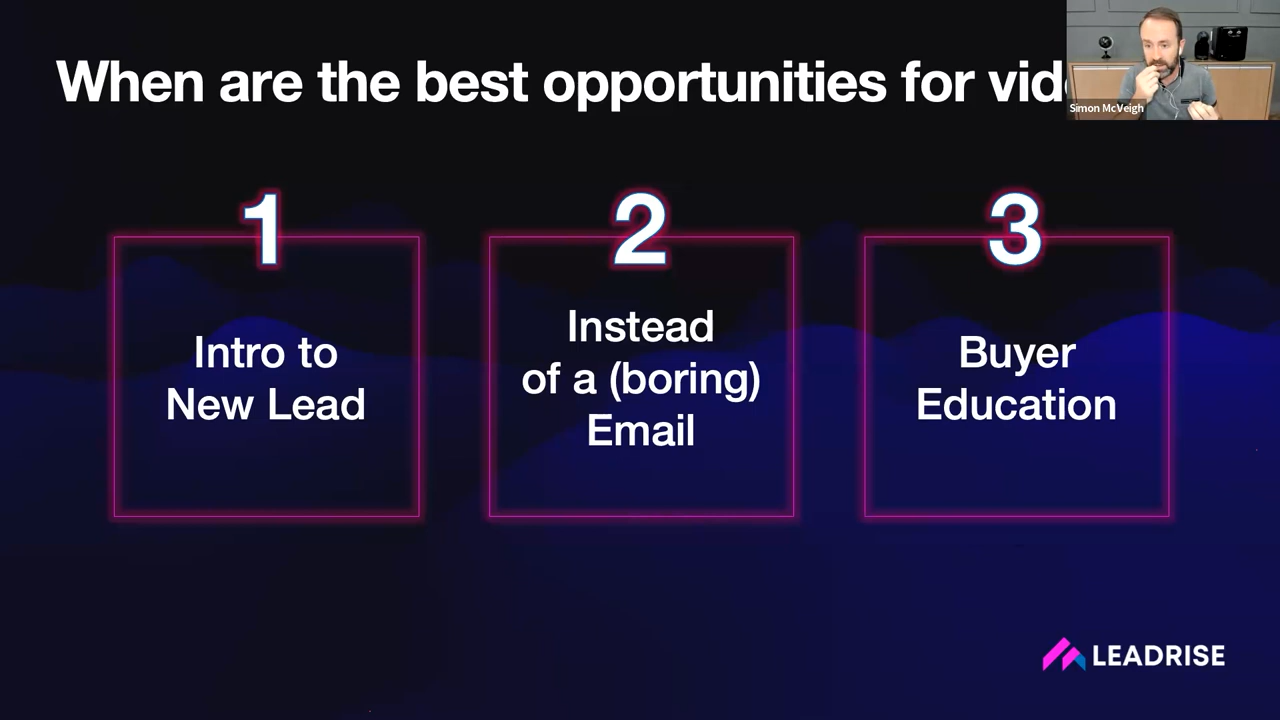 When are the best opportunities for vid
Simon McVeigh
1
Intro to
New Lead
2
Instead
of a (boring)
Email
3
Buyer
Education
LEADRISE